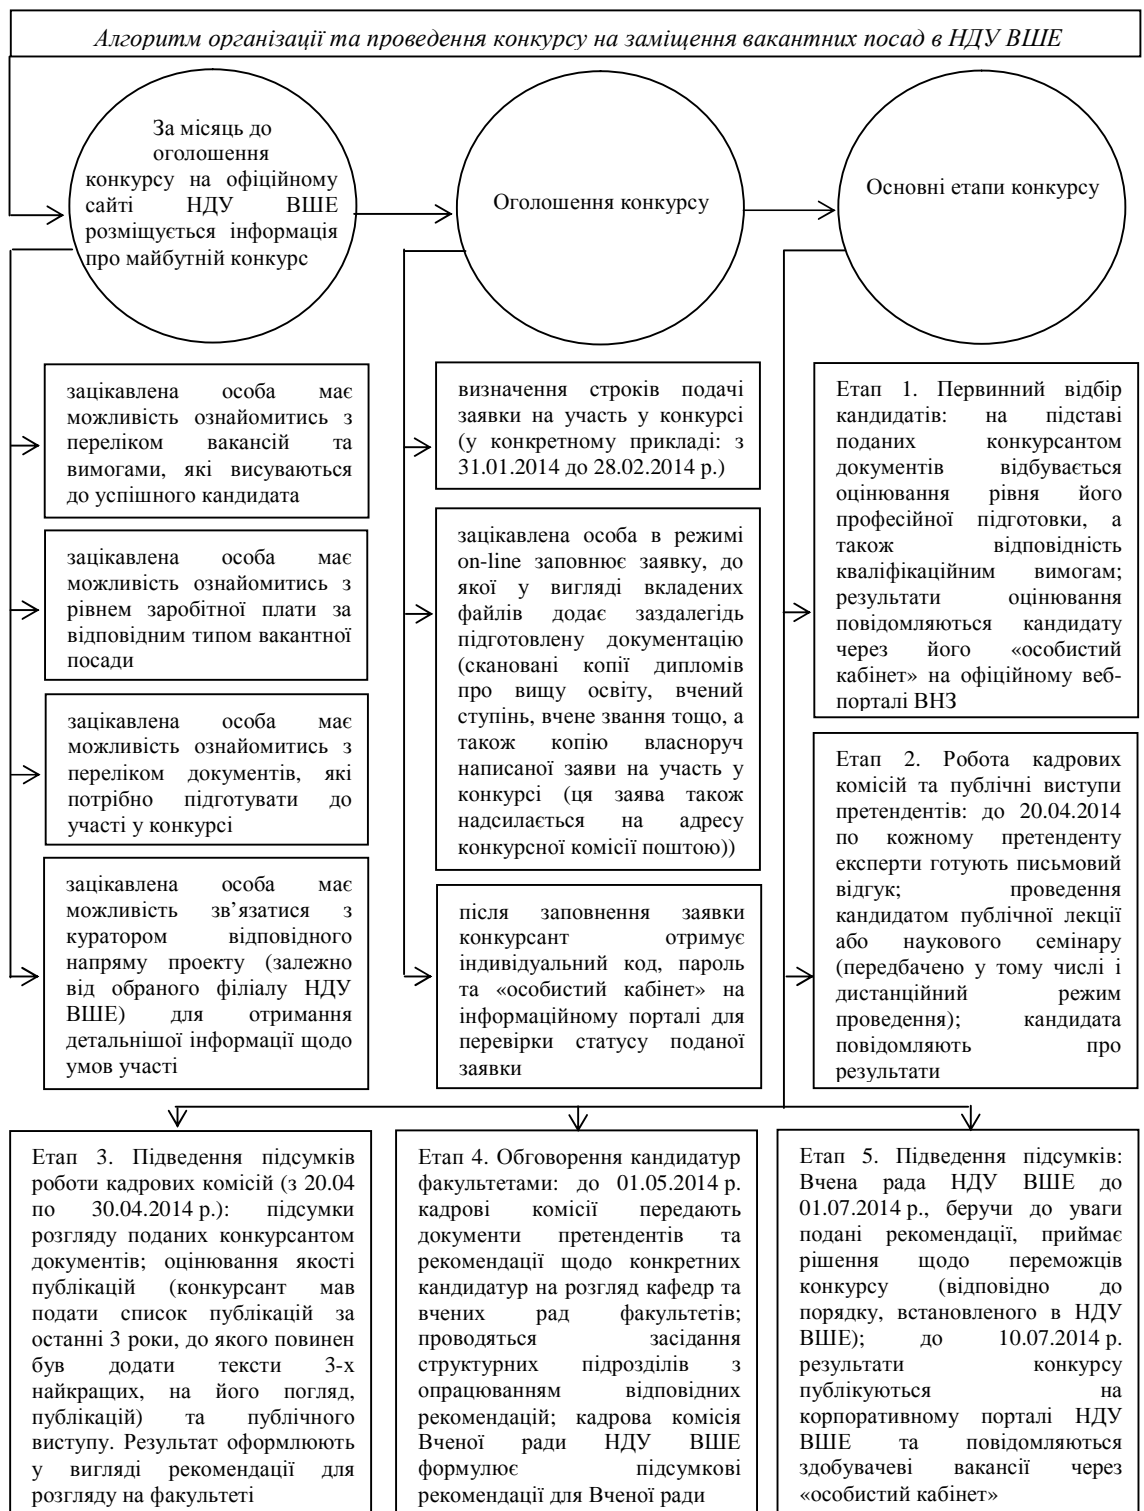 Алгоритм організації та проведення конкурсу на заміщення вакантних посад в НДУ ВШЕ
За місяць до
оголошення
конкурсу на офіційному
сайті НДУ ВШЕ
розміщується інформація
про майбутній конкурс
Оголошення конкурсу
Основні етапи конкурсу
зацікавлена особа має
можливість ознайомитись з
переліком вакансій та
вимогами, які висуваються
до успішного кандидата
зацікавлена особа має
можливість ознайомитись з
рівнем заробітної плати за
відповідним типом вакантної
посади
зацікавлена особа має
можливість ознайомитись з
переліком документів, які
потрібно підготувати до
участі у конкурсі
зацікавлена особа має
можливість зв’язатися з
куратором відповідного
напряму проекту (залежно
від обраного філіалу НДУ
ВШЕ) для отримання
детальнішої інформації щодо
умов участі
визначення строків подачі
заявки на участь у конкурсі
(у конкретному прикладі: з
31.01.2014 до 28.02.2014 р.)
зацікавлена особа в режимі
on-line заповнює заявку, до
якої у вигляді вкладених
файлів додає заздалегідь
підготовлену документацію
(скановані копії дипломів
про вищу освіту, вчений
ступінь, вчене звання тощо, а
також копію власноруч
написаної заяви на участь у
конкурсі (ця заява також
надсилається на адресу
конкурсної комісії поштою))
після заповнення заявки
конкурсант отримує
індивідуальний код, пароль
та «особистий кабінет» на
інформаційному порталі для
перевірки статусу поданої
заявки
Етап 1. Первинний відбір
кандидатів: на підставі
поданих конкурсантом
документів відбувається
оцінювання рівня його
професійної підготовки, а
також відповідність
кваліфікаційним вимогам;
результати оцінювання
повідомляються кандидату
через його «особистий
кабінет» на офіційному веб-
порталі ВНЗ
Етап 2. Робота кадрових
комісій та публічні виступи
претендентів: до 20.04.2014
по кожному претенденту
експерти готують письмовий
відгук; проведення
кандидатом публічної лекції
або наукового семінару
(передбачено у тому числі і
дистанційний режим
проведення); кандидата
повідомляють про
результати
Етап 3. Підведення підсумків
роботи кадрових комісій (з 20.04
по 30.04.2014 р.): підсумки
розгляду поданих конкурсантом
документів; оцінювання якості
публікацій (конкурсант мав
подати список публікацій за
останні 3 роки, до якого повинен
був додати тексти 3-х
найкращих, на його погляд,
публікацій) та публічного
виступу. Результат оформлюють
у вигляді рекомендації для
розгляду на факультеті
Етап 4. Обговорення кандидатур
факультетами: до 01.05.2014 р.
кадрові комісії передають
документи претендентів та
рекомендації щодо конкретних
кандидатур на розгляд кафедр та
вчених рад факультетів;
проводяться засідання
структурних підрозділів з
опрацюванням відповідних
рекомендацій; кадрова комісія
Вченої ради НДУ ВШЕ
формулює підсумкові
рекомендації для Вченої ради
Етап 5. Підведення підсумків:
Вчена рада НДУ ВШЕ до
01.07.2014 р., беручи до уваги
подані рекомендації, приймає
рішення щодо переможців
конкурсу (відповідно до
порядку, встановленого в НДУ
ВШЕ); до 10.07.2014 р.
результати конкурсу
публікуються на
корпоративному порталі НДУ
ВШЕ та повідомляються
здобувачеві вакансії через
«особистий кабінет»